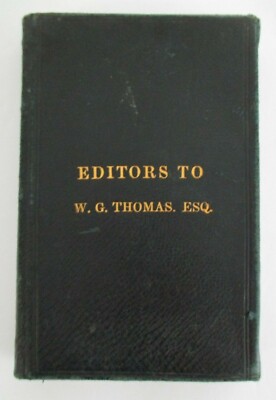 EDITORS TO
W. G. THOMAS. ESQ.